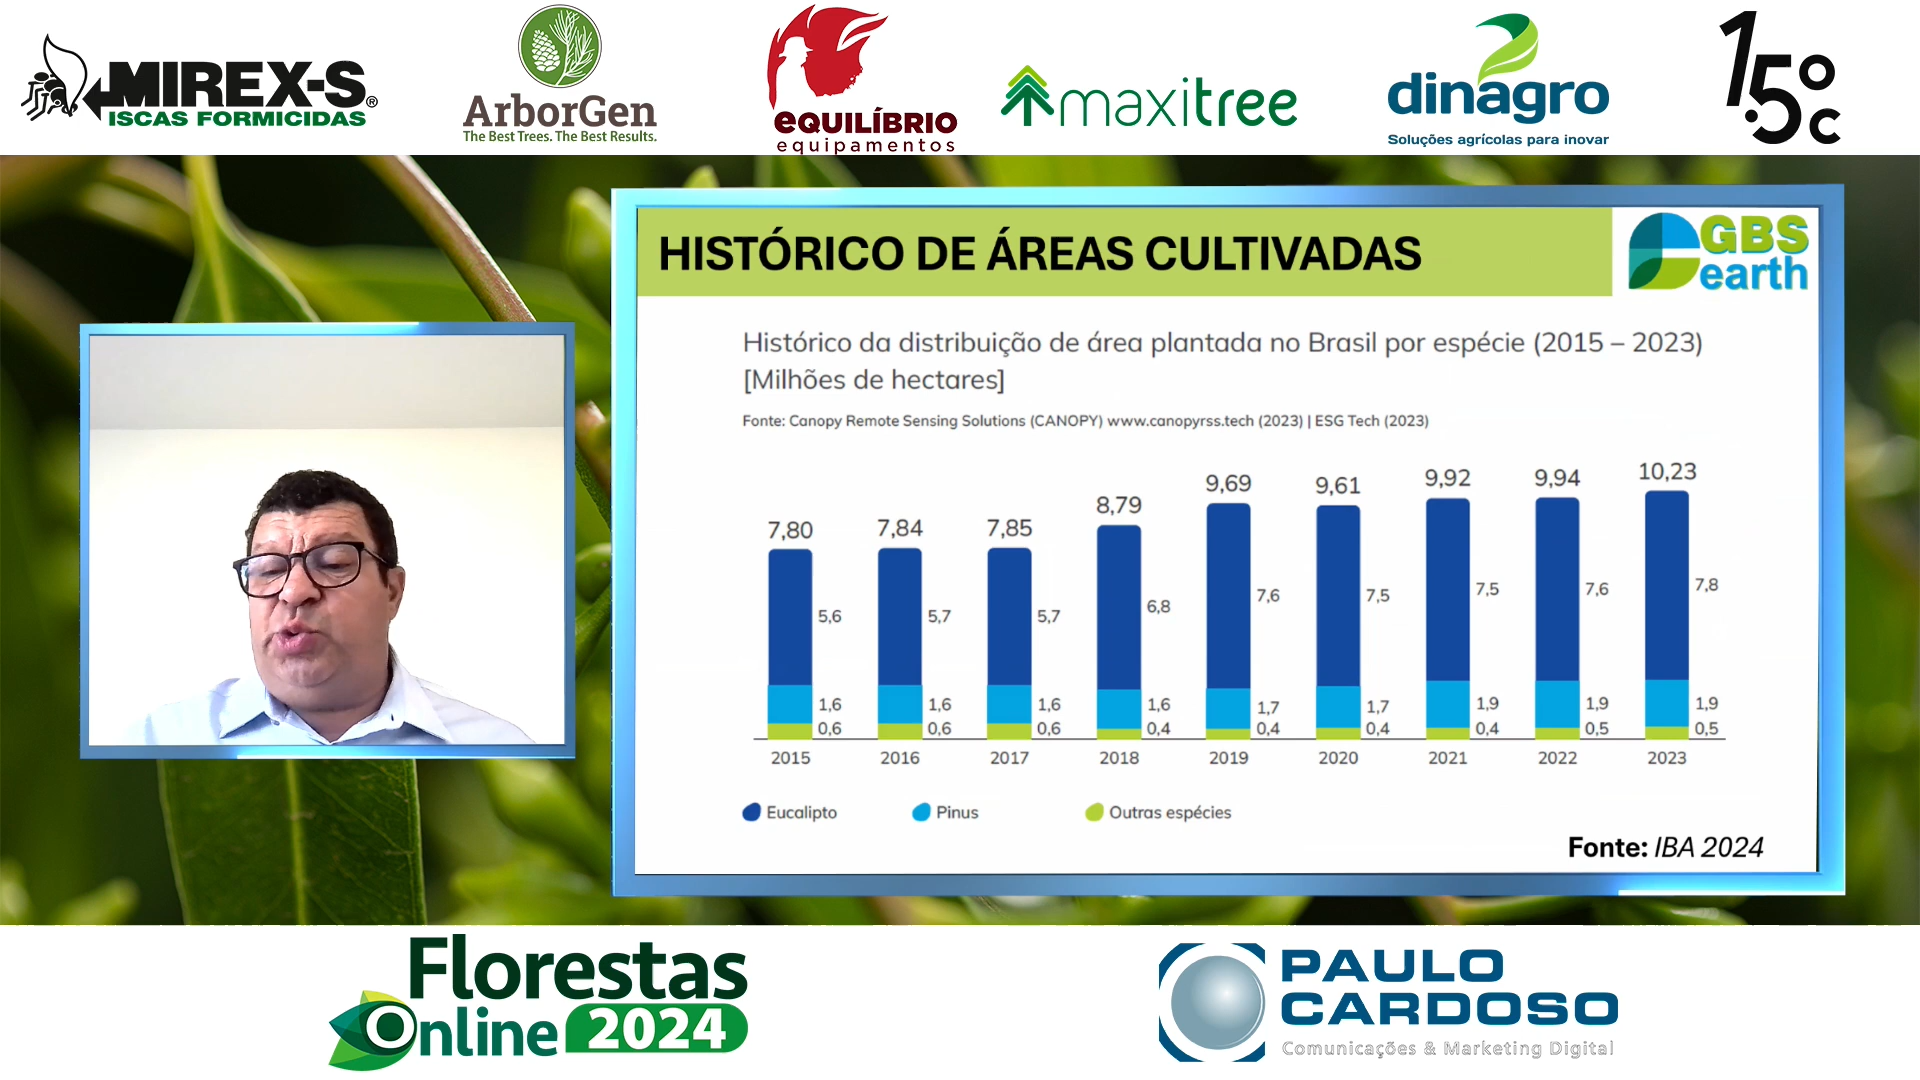 MIREX-S®
ISCAS FORMICIDAS
ArborGen
The Best Trees. The Best Results.
eQUILÍBRIO
equipamentos
maxitree
dinagro
Soluções agrícolas para inovar
1.5ºc
HISTÓRICO DE ÁREAS CULTIVADAS
GBS
earth
Histórico da distribuição de área plantada no Brasil por espécie (2015 – 2023)
[Milhões de hectares]
Fonte: Canopy Remote Sensing Solutions (CANOPY) www.canopyrss.tech (2023) | ESG Tech (2023)
7,80 7,84 7,85 8,79 9,69 9,61 9,92 9,94 10,23
5,6 5,7 5,7 6,8 7,6 7,5 7,5 7,6 7,8
1,6 1,6 1,6 1,6 1,7 1,7 1,9 1,9 1,9
0,6 0,6 0,6 0,4 0,4 0,4 0,4 0,5 0,5
2015 2016 2017 2018 2019 2020 2021 2022 2023
Eucalipto Pinus Outras espécies
Fonte: IBA 2024
Florestas
Online 2024
PAULO
CARDOSO
Comunicações & Marketing Digital